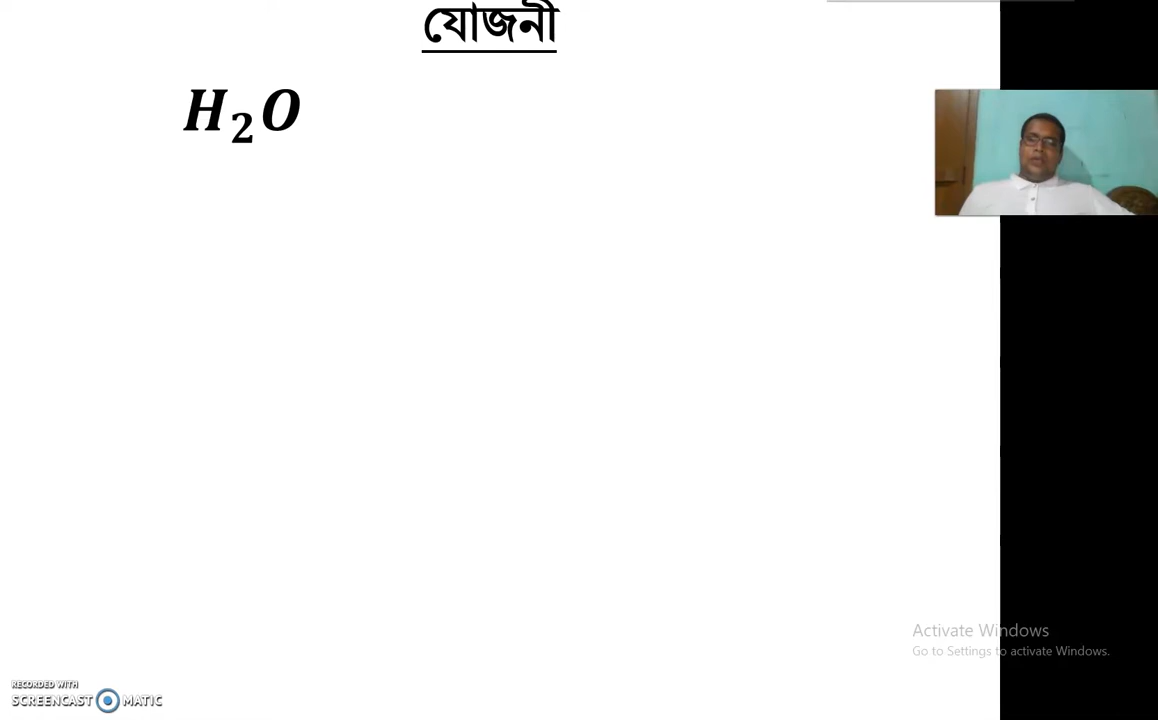 যোজনী
H₂O
Activate Windows
Go to Settings to activate Windows.
RECORDED WITH
SCREENCAST MATIC